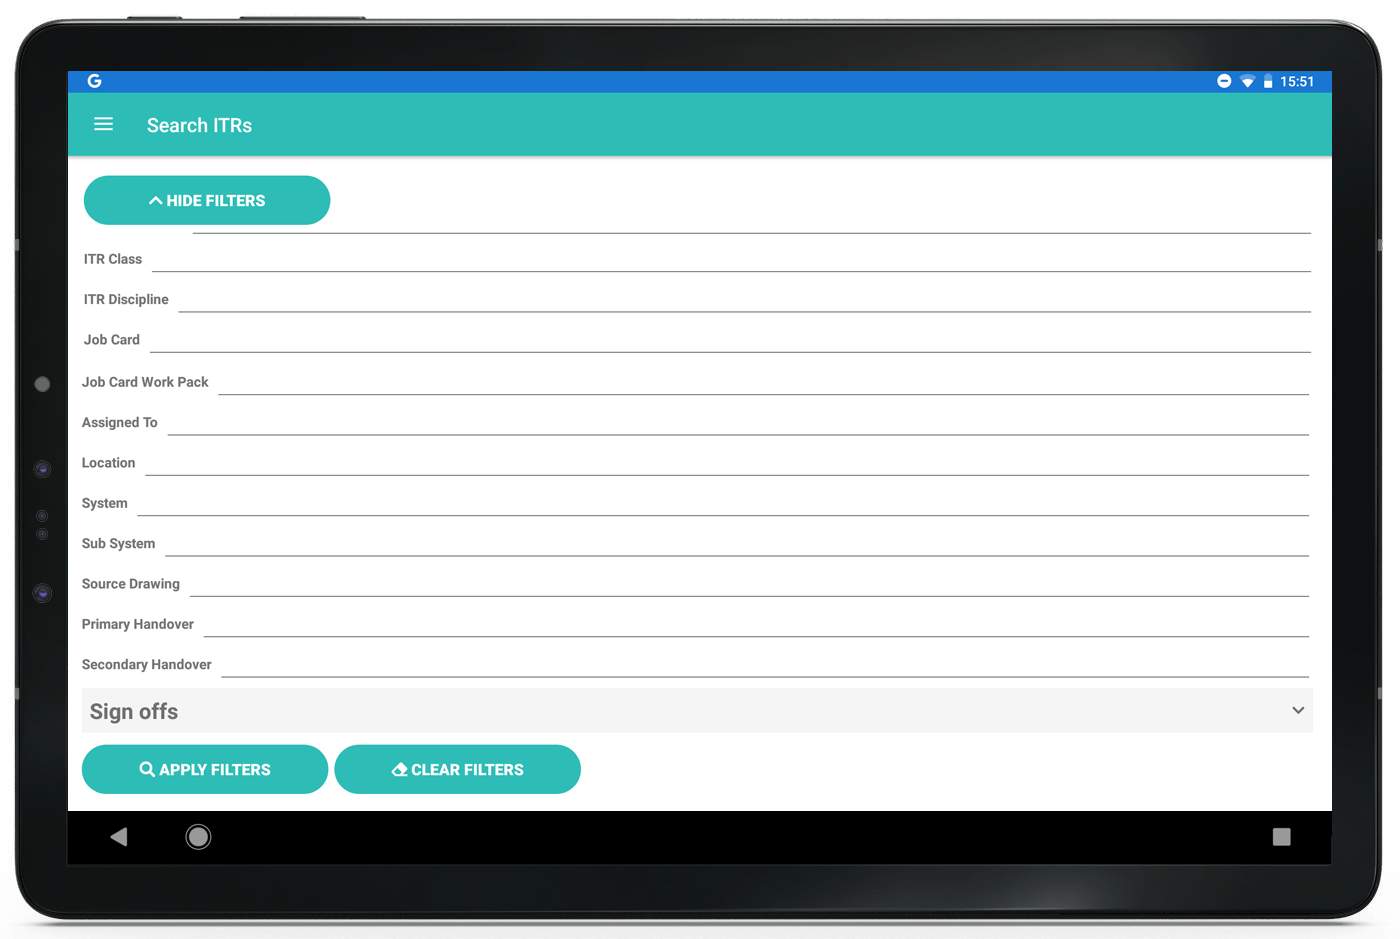 G
15:51
Search ITRs
HIDE FILTERS
ITR Class
ITR Discipline
Job Card
Job Card Work Pack
Assigned To
Location
System
Sub System
Source Drawing
Primary Handover
Secondary Handover
Sign offs
APPLY FILTERS
CLEAR FILTERS